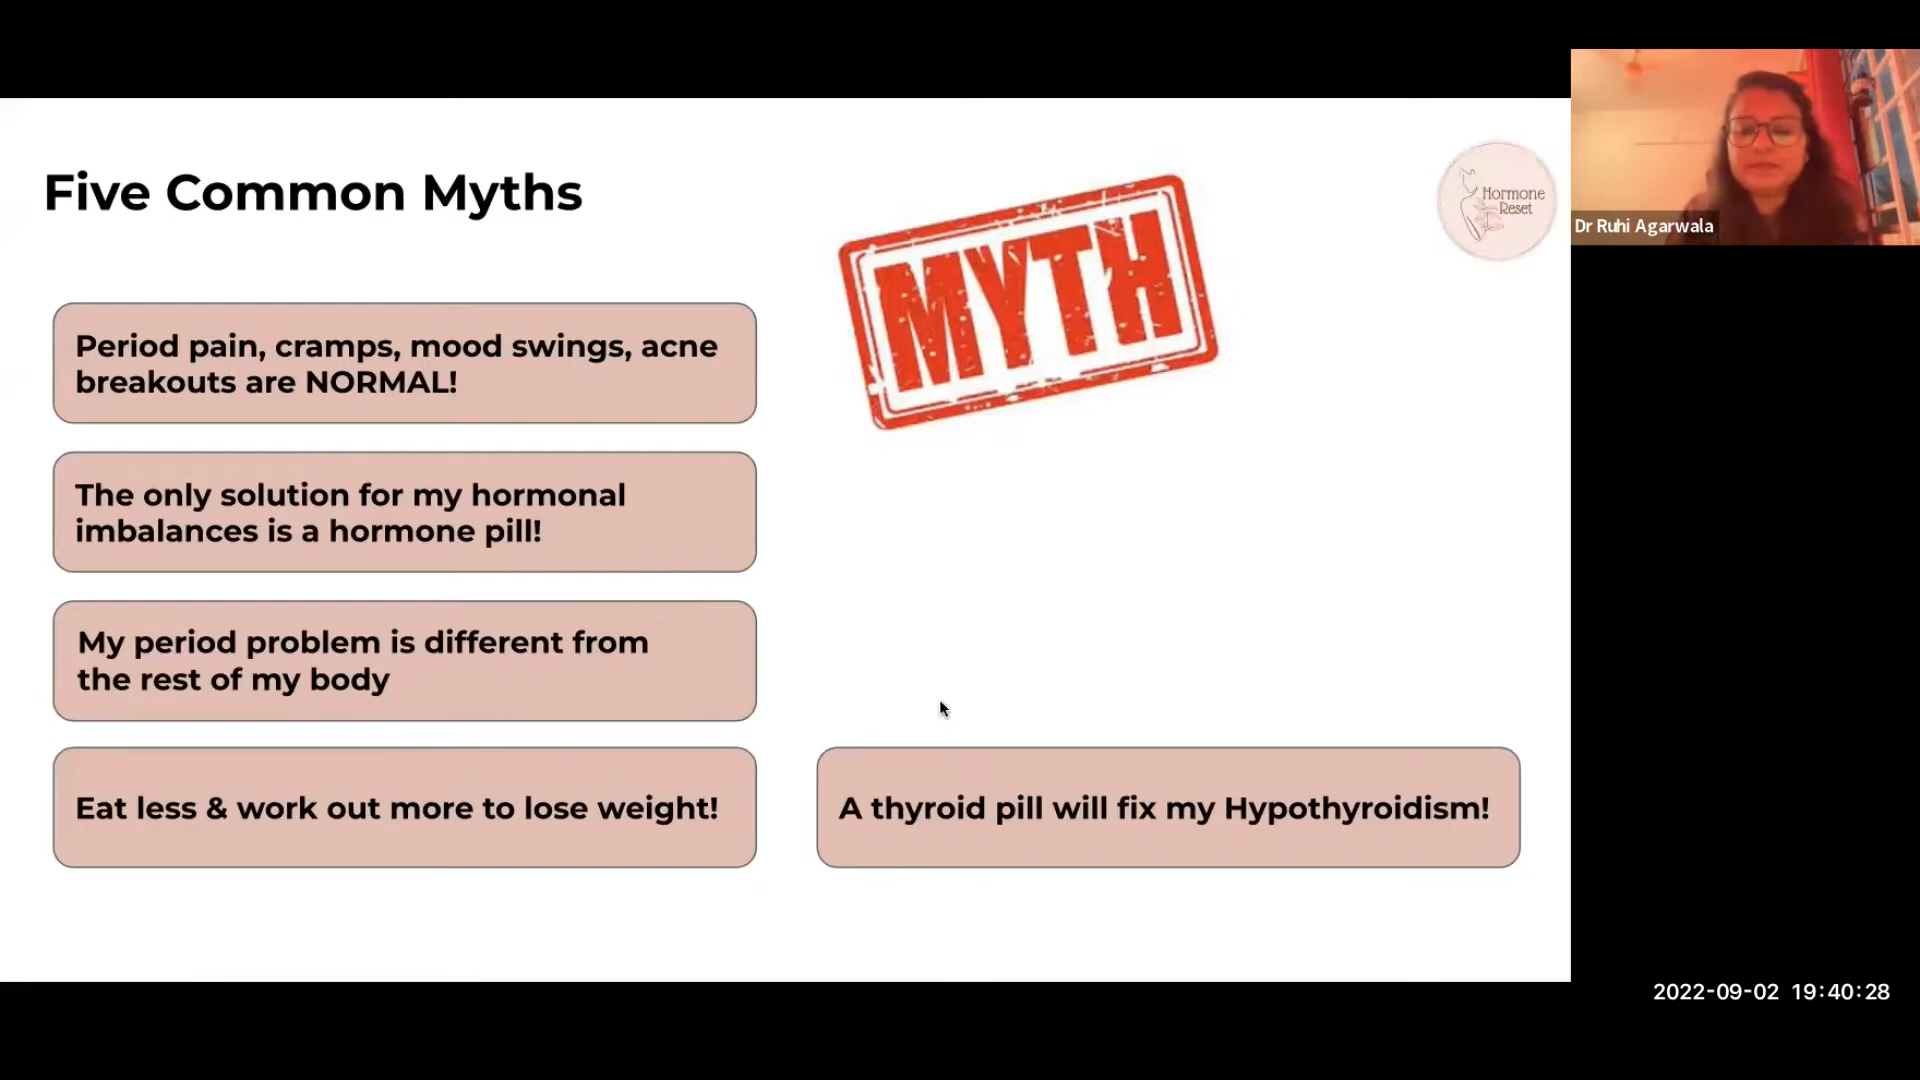 Five Common Myths
MYTH
Hormone
Reset
Dr Ruhi Agarwala
Period pain, cramps, mood swings, acne
breakouts are NORMAL!
The only solution for my hormonal
imbalances is a hormone pill!
My period problem is different from
the rest of my body
Eat less & work out more to lose weight!
A thyroid pill will fix my Hypothyroidism!
2022-09-02 19:40:28